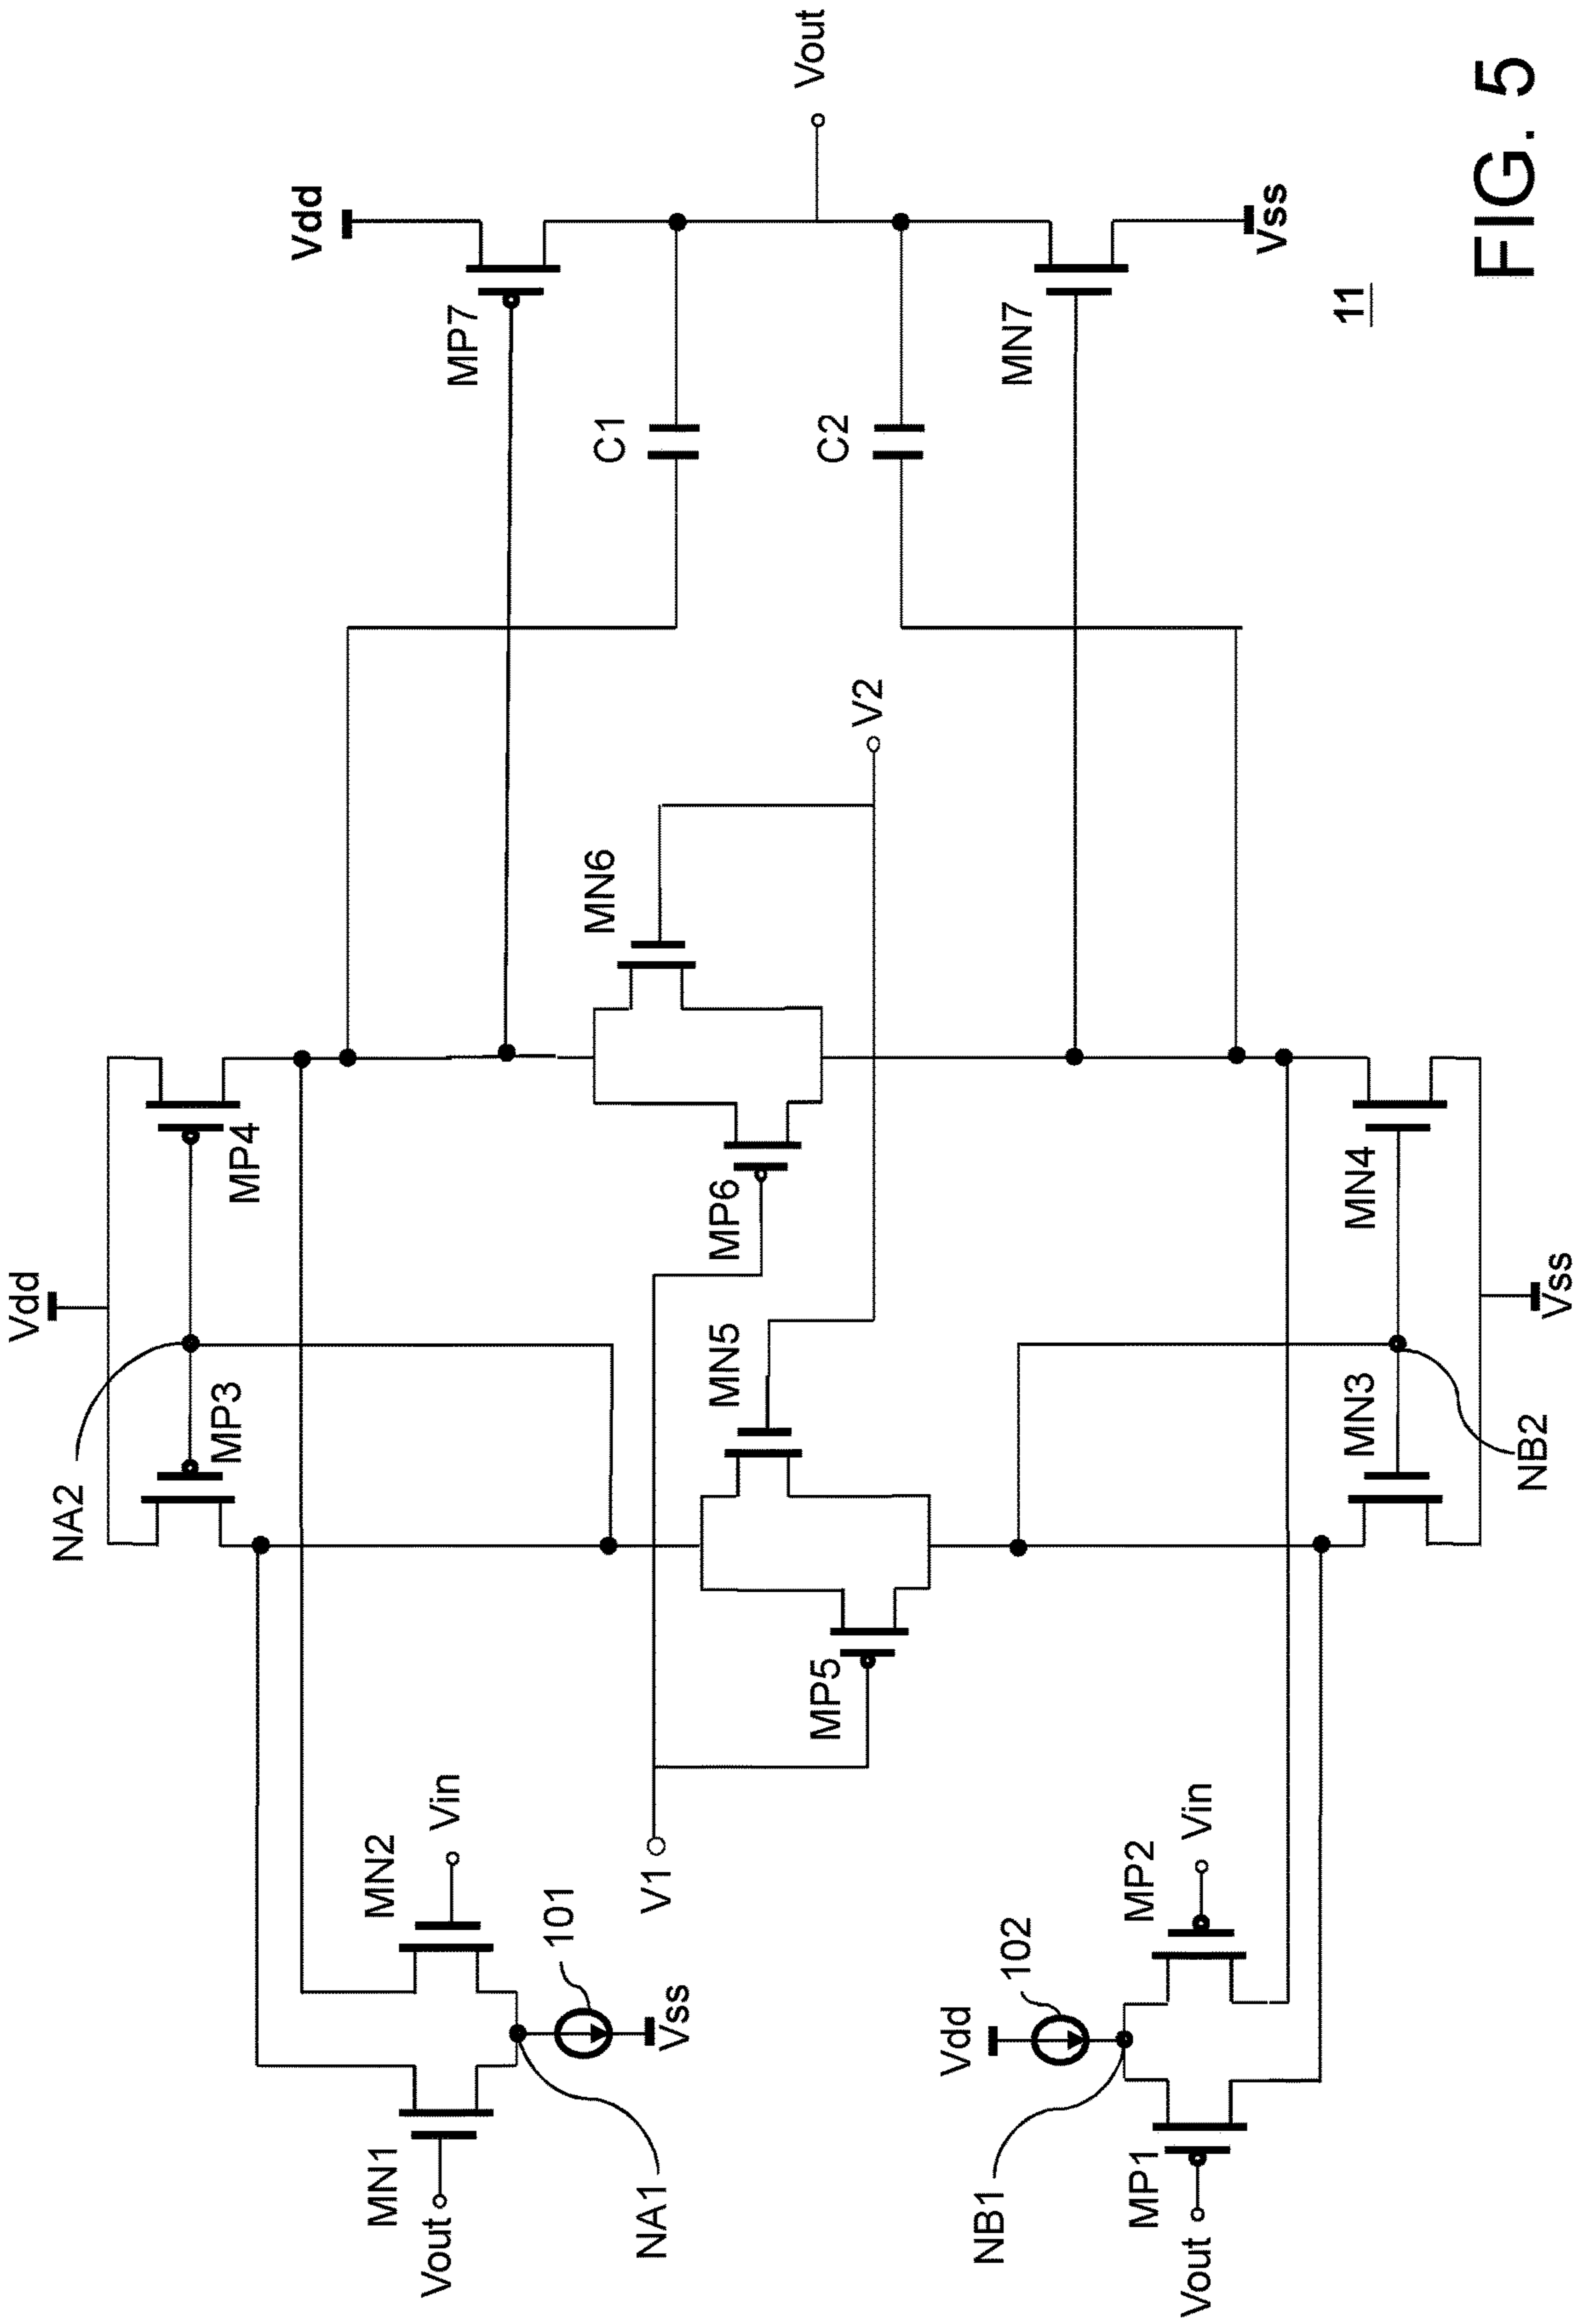 Vdd
NA2
MP3
MP4
Vdd
MP7
Vout
MN1
Vout
MN2
Vin
101
Vss
NA1
V1
MP5
MN5
MP6
MN6
V2
C1
C2
Vdd
102
NB1
MP1
Vout
MP2
Vin
MN3
MN4
NB2
Vss
MN7
Vss
11
FIG. 5